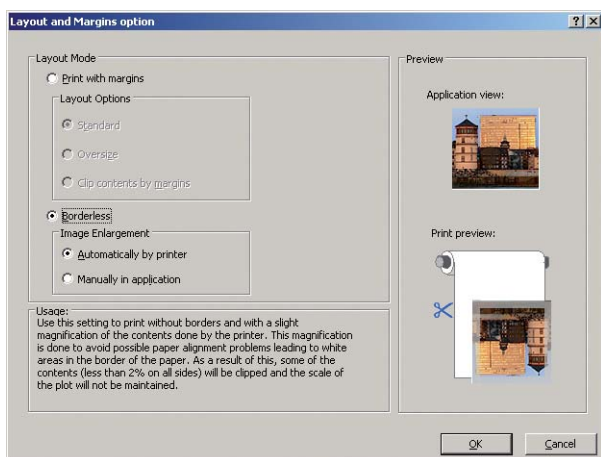 Layout and Margins option
Layout Mode
Print with margins
Layout Options
Standard
Oversize
Clip contents by margins
Borderless
Image Enlargement
Automatically by printer
Manually in application
Usage:
Use this setting to print without borders and with a slight
magnification of the contents done by the printer. This magnification
is done to avoid possible paper alignment problems leading to white
areas in the border of the paper. As a result of this, some of the
contents (less than 2% on all sides) will be clipped and the scale of
the plot will not be maintained.
Preview
Application view:
Print preview:
OK
Cancel